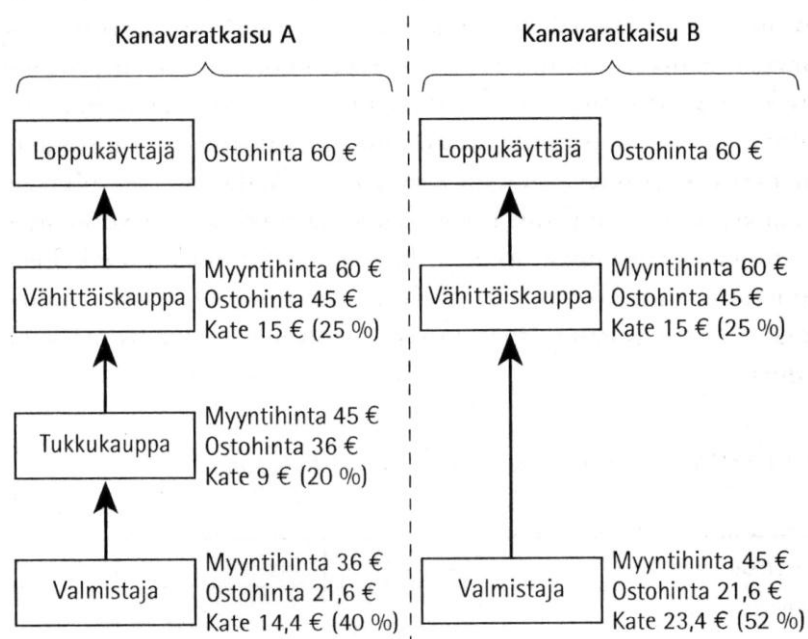 Kanavaratkaisu A
Loppukäyttäjä
Ostohinta 60 €
Vähittäiskauppa
Myyntihinta 60 €
Ostohinta 45 €
Kate 15 € (25 %)
Tukkukauppa
Myyntihinta 45 €
Ostohinta 36 €
Kate 9 € (20 %)
Valmistaja
Myyntihinta 36 €
Ostohinta 21,6 €
Kate 14,4 € (40 %)
Kanavaratkaisu B
Loppukäyttäjä
Ostohinta 60 €
Vähittäiskauppa
Myyntihinta 60 €
Ostohinta 45 €
Kate 15 € (25 %)
Valmistaja
Myyntihinta 45 €
Ostohinta 21,6 €
Kate 23,4 € (52 %)